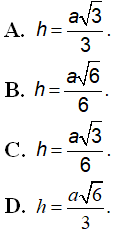 A. h = a√3/3.
B. h = a√6/6.
C. h = a√3/6.
D. h = a√6/3.